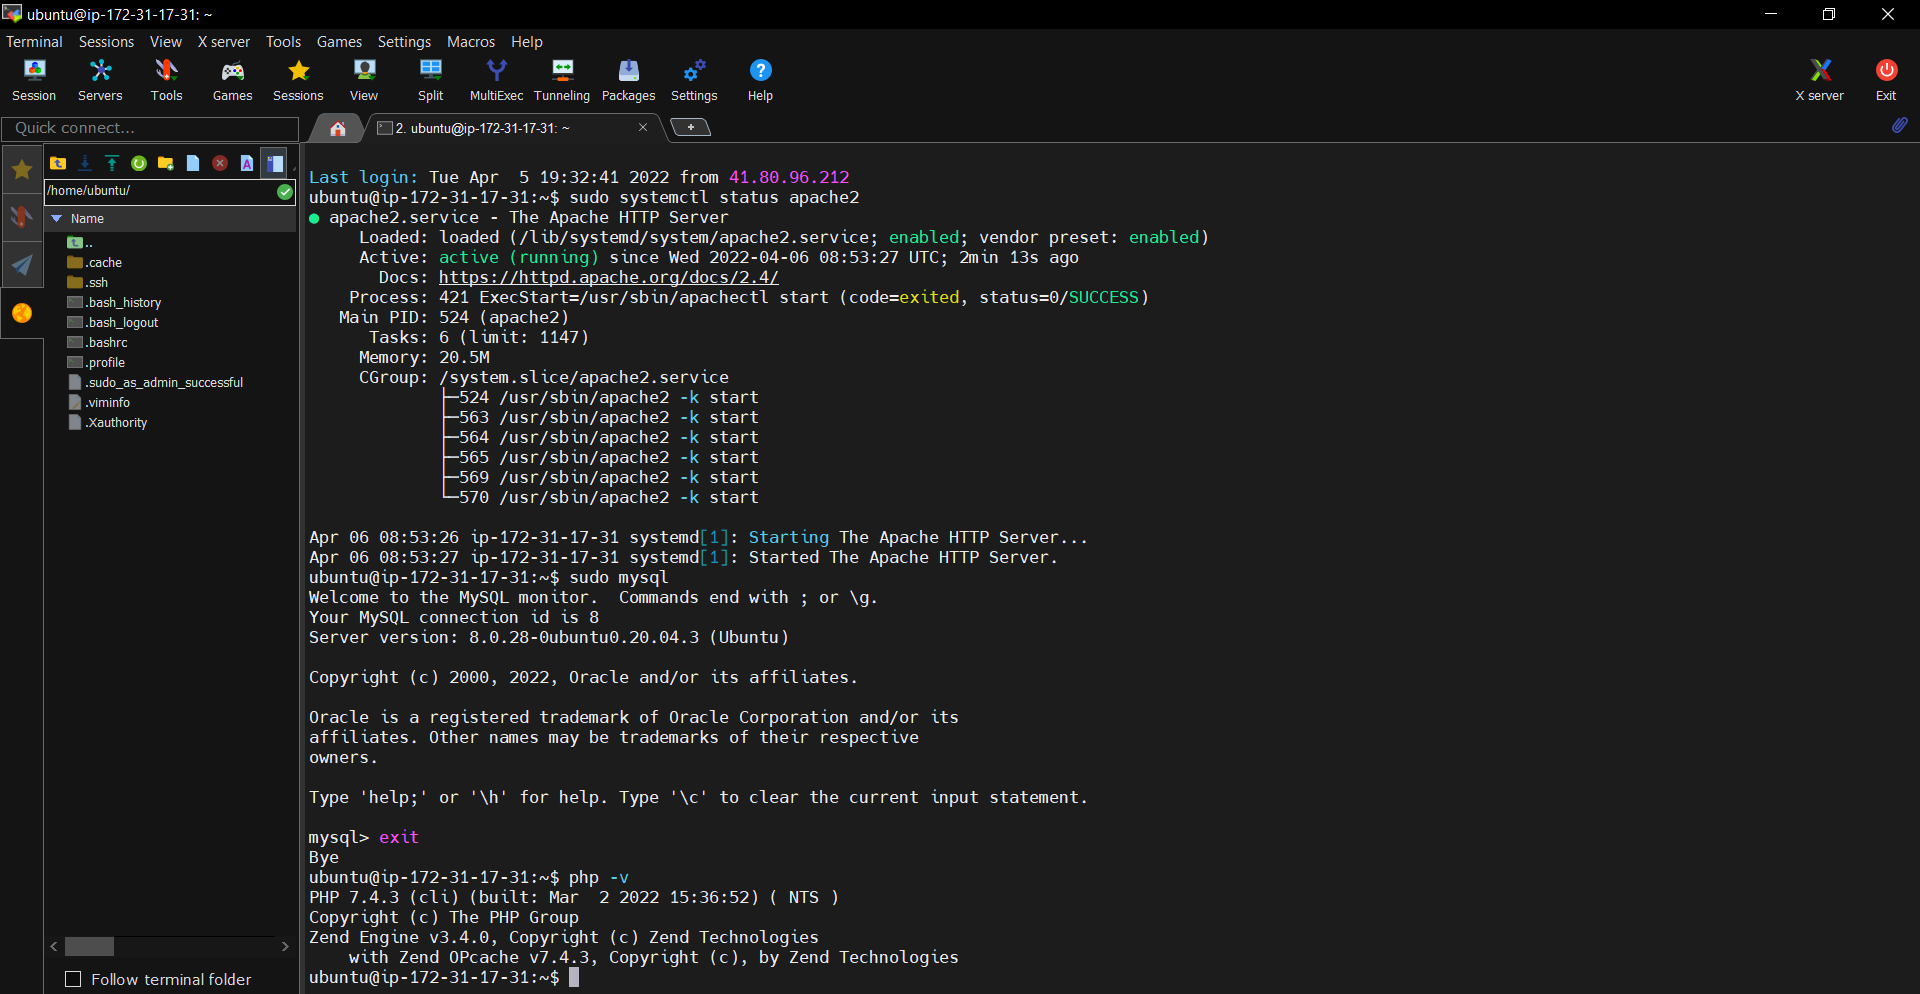 ubuntu@ip-172-31-17-31: ~
Terminal Sessions View X server Tools Games Settings Macros Help
Session Servers Tools Games Sessions View Split MultiExec Tunneling Packages Settings Help X server Exit
Quick connect...
2. ubuntu@ip-172-31-17-31: ~
/home/ubuntu/
Name
..
.cache
.ssh
.bash_history
.bash_logout
.bashrc
.profile
.sudo_as_admin_successful
.viminfo
.Xauthority
Follow terminal folder
Last login: Tue Apr  5 19:32:41 2022 from 41.80.96.212
ubuntu@ip-172-31-17-31:~$ sudo systemctl status apache2
● apache2.service - The Apache HTTP Server
     Loaded: loaded (/lib/systemd/system/apache2.service; enabled; vendor preset: enabled)
     Active: active (running) since Wed 2022-04-06 08:53:27 UTC; 2min 13s ago
       Docs: https://httpd.apache.org/docs/2.4/
    Process: 421 ExecStart=/usr/sbin/apachectl start (code=exited, status=0/SUCCESS)
   Main PID: 524 (apache2)
      Tasks: 6 (limit: 1147)
     Memory: 20.5M
     CGroup: /system.slice/apache2.service
             ├─524 /usr/sbin/apache2 -k start
             ├─563 /usr/sbin/apache2 -k start
             ├─564 /usr/sbin/apache2 -k start
             ├─565 /usr/sbin/apache2 -k start
             ├─569 /usr/sbin/apache2 -k start
             └─570 /usr/sbin/apache2 -k start
Apr 06 08:53:26 ip-172-31-17-31 systemd[1]: Starting The Apache HTTP Server...
Apr 06 08:53:27 ip-172-31-17-31 systemd[1]: Started The Apache HTTP Server.
ubuntu@ip-172-31-17-31:~$ sudo mysql
Welcome to the MySQL monitor.  Commands end with ; or \g.
Your MySQL connection id is 8
Server version: 8.0.28-0ubuntu0.20.04.3 (Ubuntu)
Copyright (c) 2000, 2022, Oracle and/or its affiliates.
Oracle is a registered trademark of Oracle Corporation and/or its
affiliates. Other names may be trademarks of their respective
owners.
Type 'help;' or '\h' for help. Type '\c' to clear the current input statement.
mysql> exit
Bye
ubuntu@ip-172-31-17-31:~$ php -v
PHP 7.4.3 (cli) (built: Mar  2 2022 15:36:52) ( NTS )
Copyright (c) The PHP Group
Zend Engine v3.4.0, Copyright (c) Zend Technologies
    with Zend OPcache v7.4.3, Copyright (c), by Zend Technologies
ubuntu@ip-172-31-17-31:~$